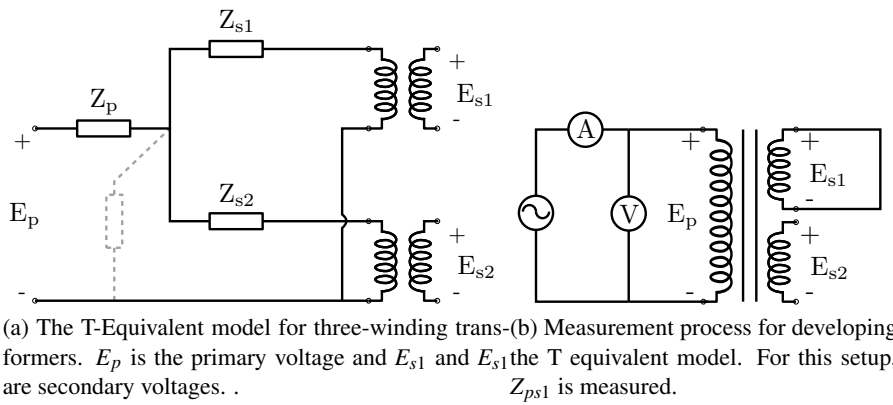 Z_s1
Z_p
+
E_s1
-
+
Z_s2
E_p
+
E_s2
-
-
A
V
+
E_p
-
+
E_s1
-
+
E_s2
-
(a) The T-Equivalent model for three-winding trans-
formers. E_p is the primary voltage and E_s1 and E_s1
are secondary voltages. .
(b) Measurement process for developing
the T equivalent model. For this setup,
Z_ps1 is measured.